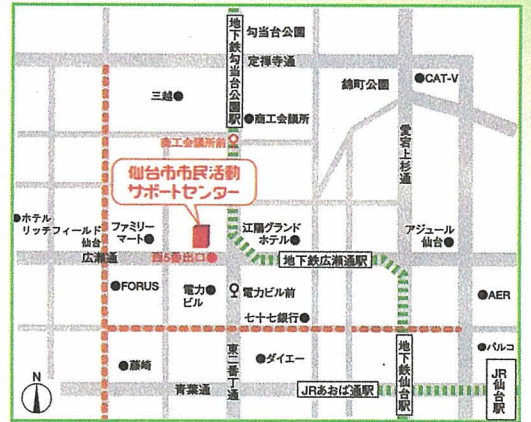 地下鉄勾当台公園駅
勾当台公園
定禅寺通
錦町公園
CAT-V
三越
商工会議所
商工会議所前
愛宕上杉通
仙台市市民活動
サポートセンター
ホテル
リッチフィールド
仙台
ファミリー
マート
江陽グランド
ホテル
アジュール
仙台
広瀬通
西5番出口
地下鉄広瀬通駅
FORUS
電力
ビル
電力ビル前
AER
七十七銀行
パルコ
藤崎
東二番丁通
ダイエー
地下鉄仙台駅
JR仙台駅
N
青葉通
JRあおば通駅